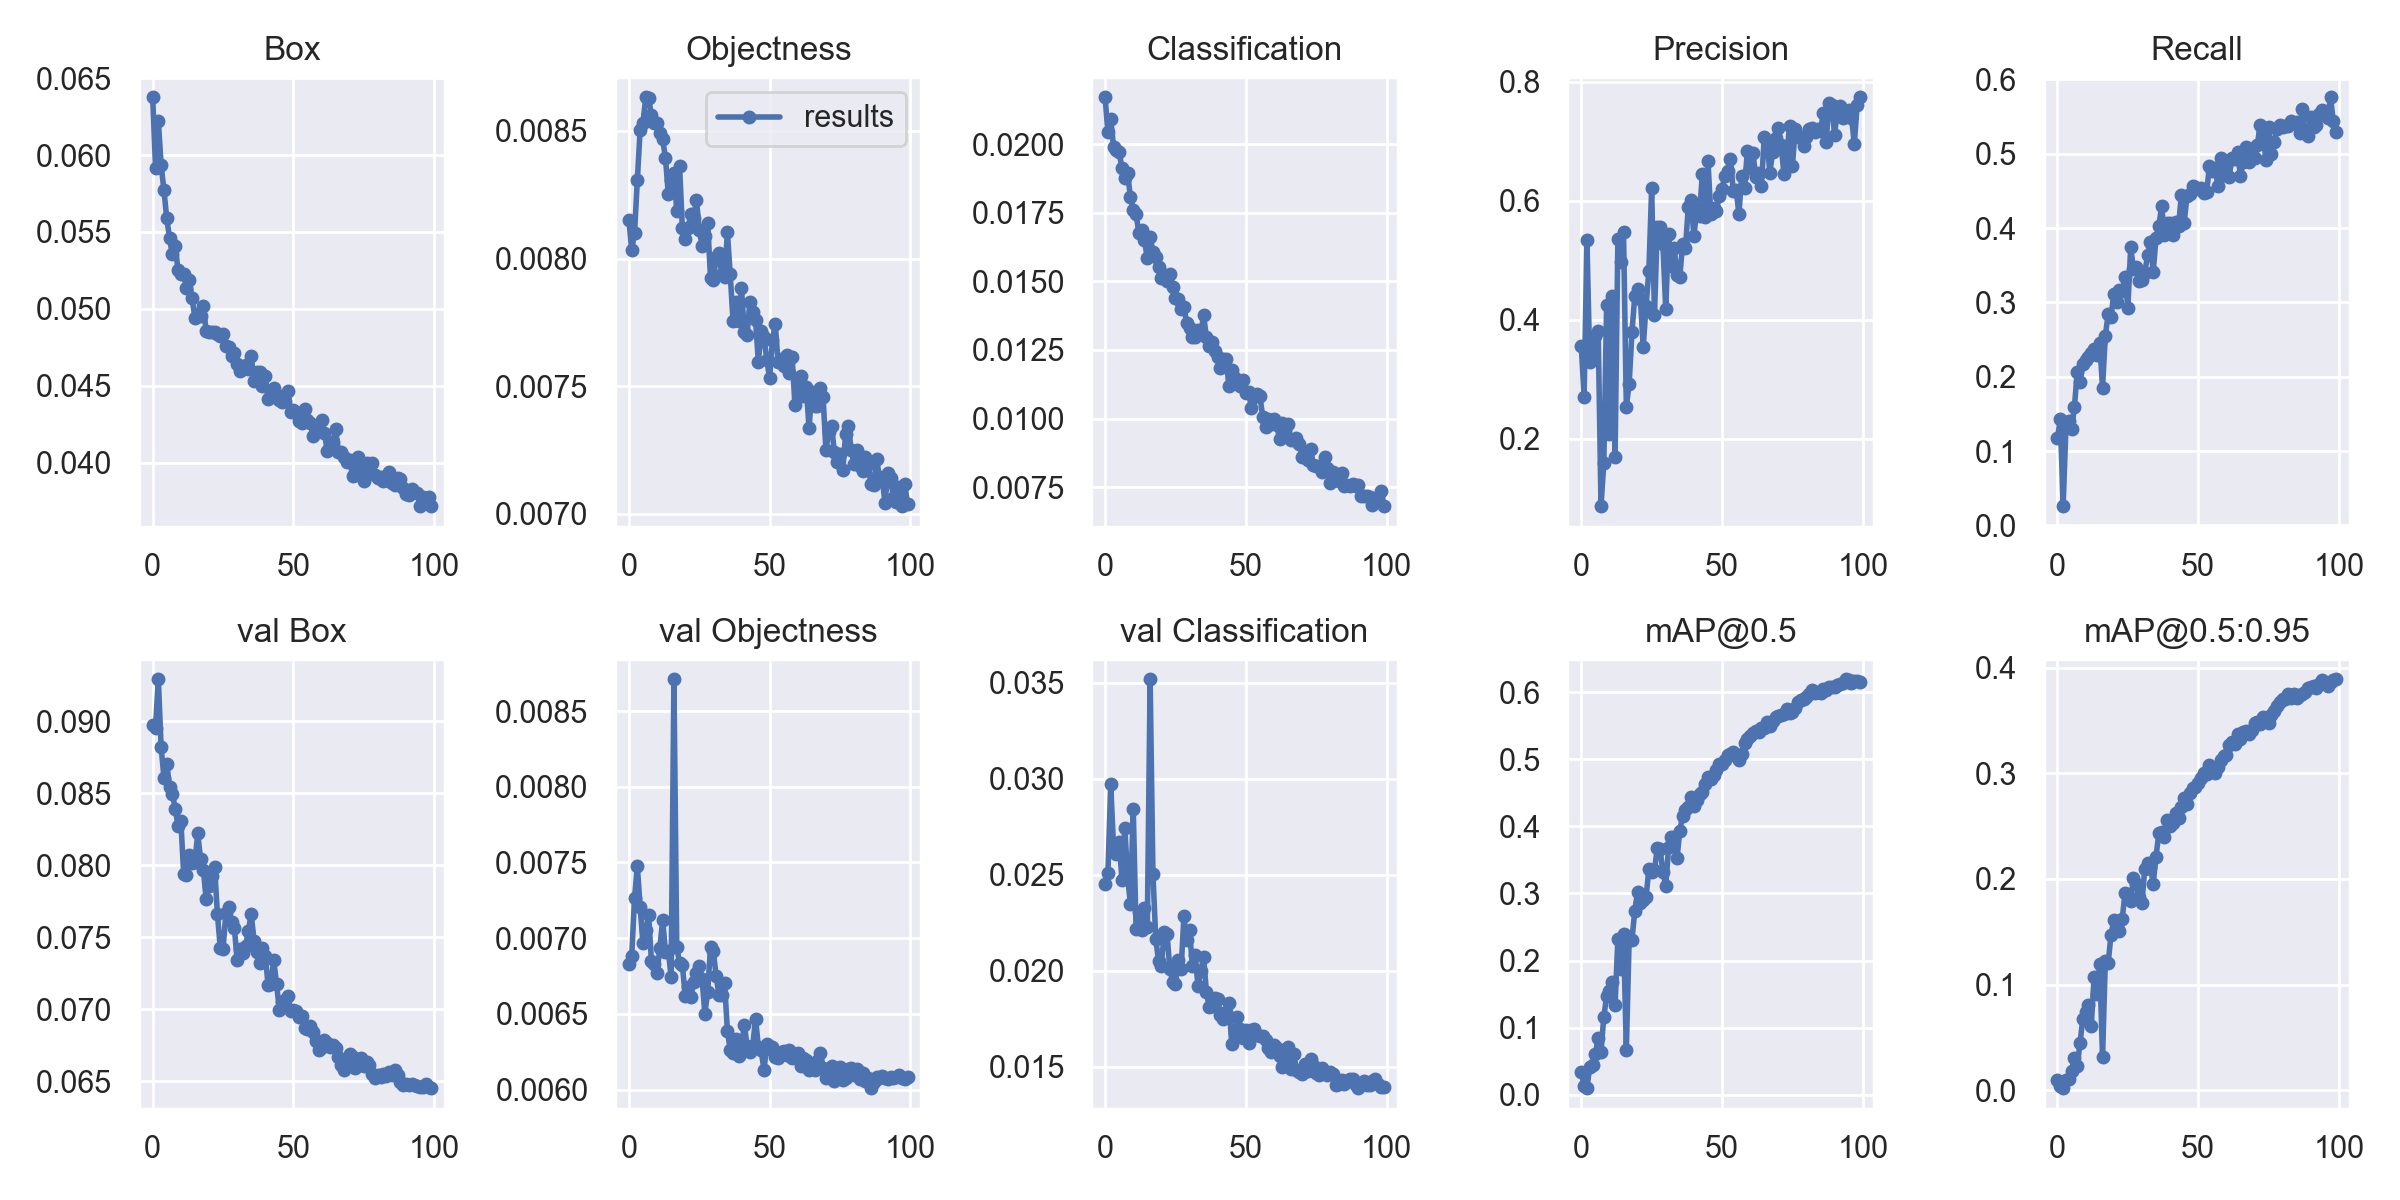 Box
0.065
0.060
0.055
0.050
0.045
0.040
0 50 100
Objectness
results
0.0085
0.0080
0.0075
0.0070
0 50 100
Classification
0.0200
0.0175
0.0150
0.0125
0.0100
0.0075
0 50 100
Precision
0.8
0.6
0.4
0.2
0 50 100
Recall
0.6
0.5
0.4
0.3
0.2
0.1
0.0
0 50 100
val Box
0.090
0.085
0.080
0.075
0.070
0.065
0 50 100
val Objectness
0.0085
0.0080
0.0075
0.0070
0.0065
0.0060
0 50 100
val Classification
0.035
0.030
0.025
0.020
0.015
0 50 100
mAP@0.5
0.6
0.5
0.4
0.3
0.2
0.1
0.0
0 50 100
mAP@0.5:0.95
0.4
0.3
0.2
0.1
0.0
0 50 100